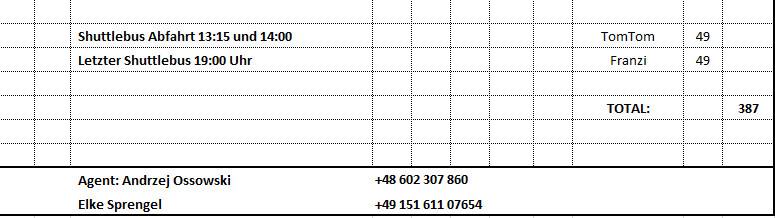 Shuttlebus Abfahrt 13:15 und 14:00 TomTom 49
Letzter Shuttlebus 19:00 Uhr Franzi 49
TOTAL: 387
Agent: Andrzej Ossowski +48 602 307 860
Elke Sprengel +49 151 611 07654